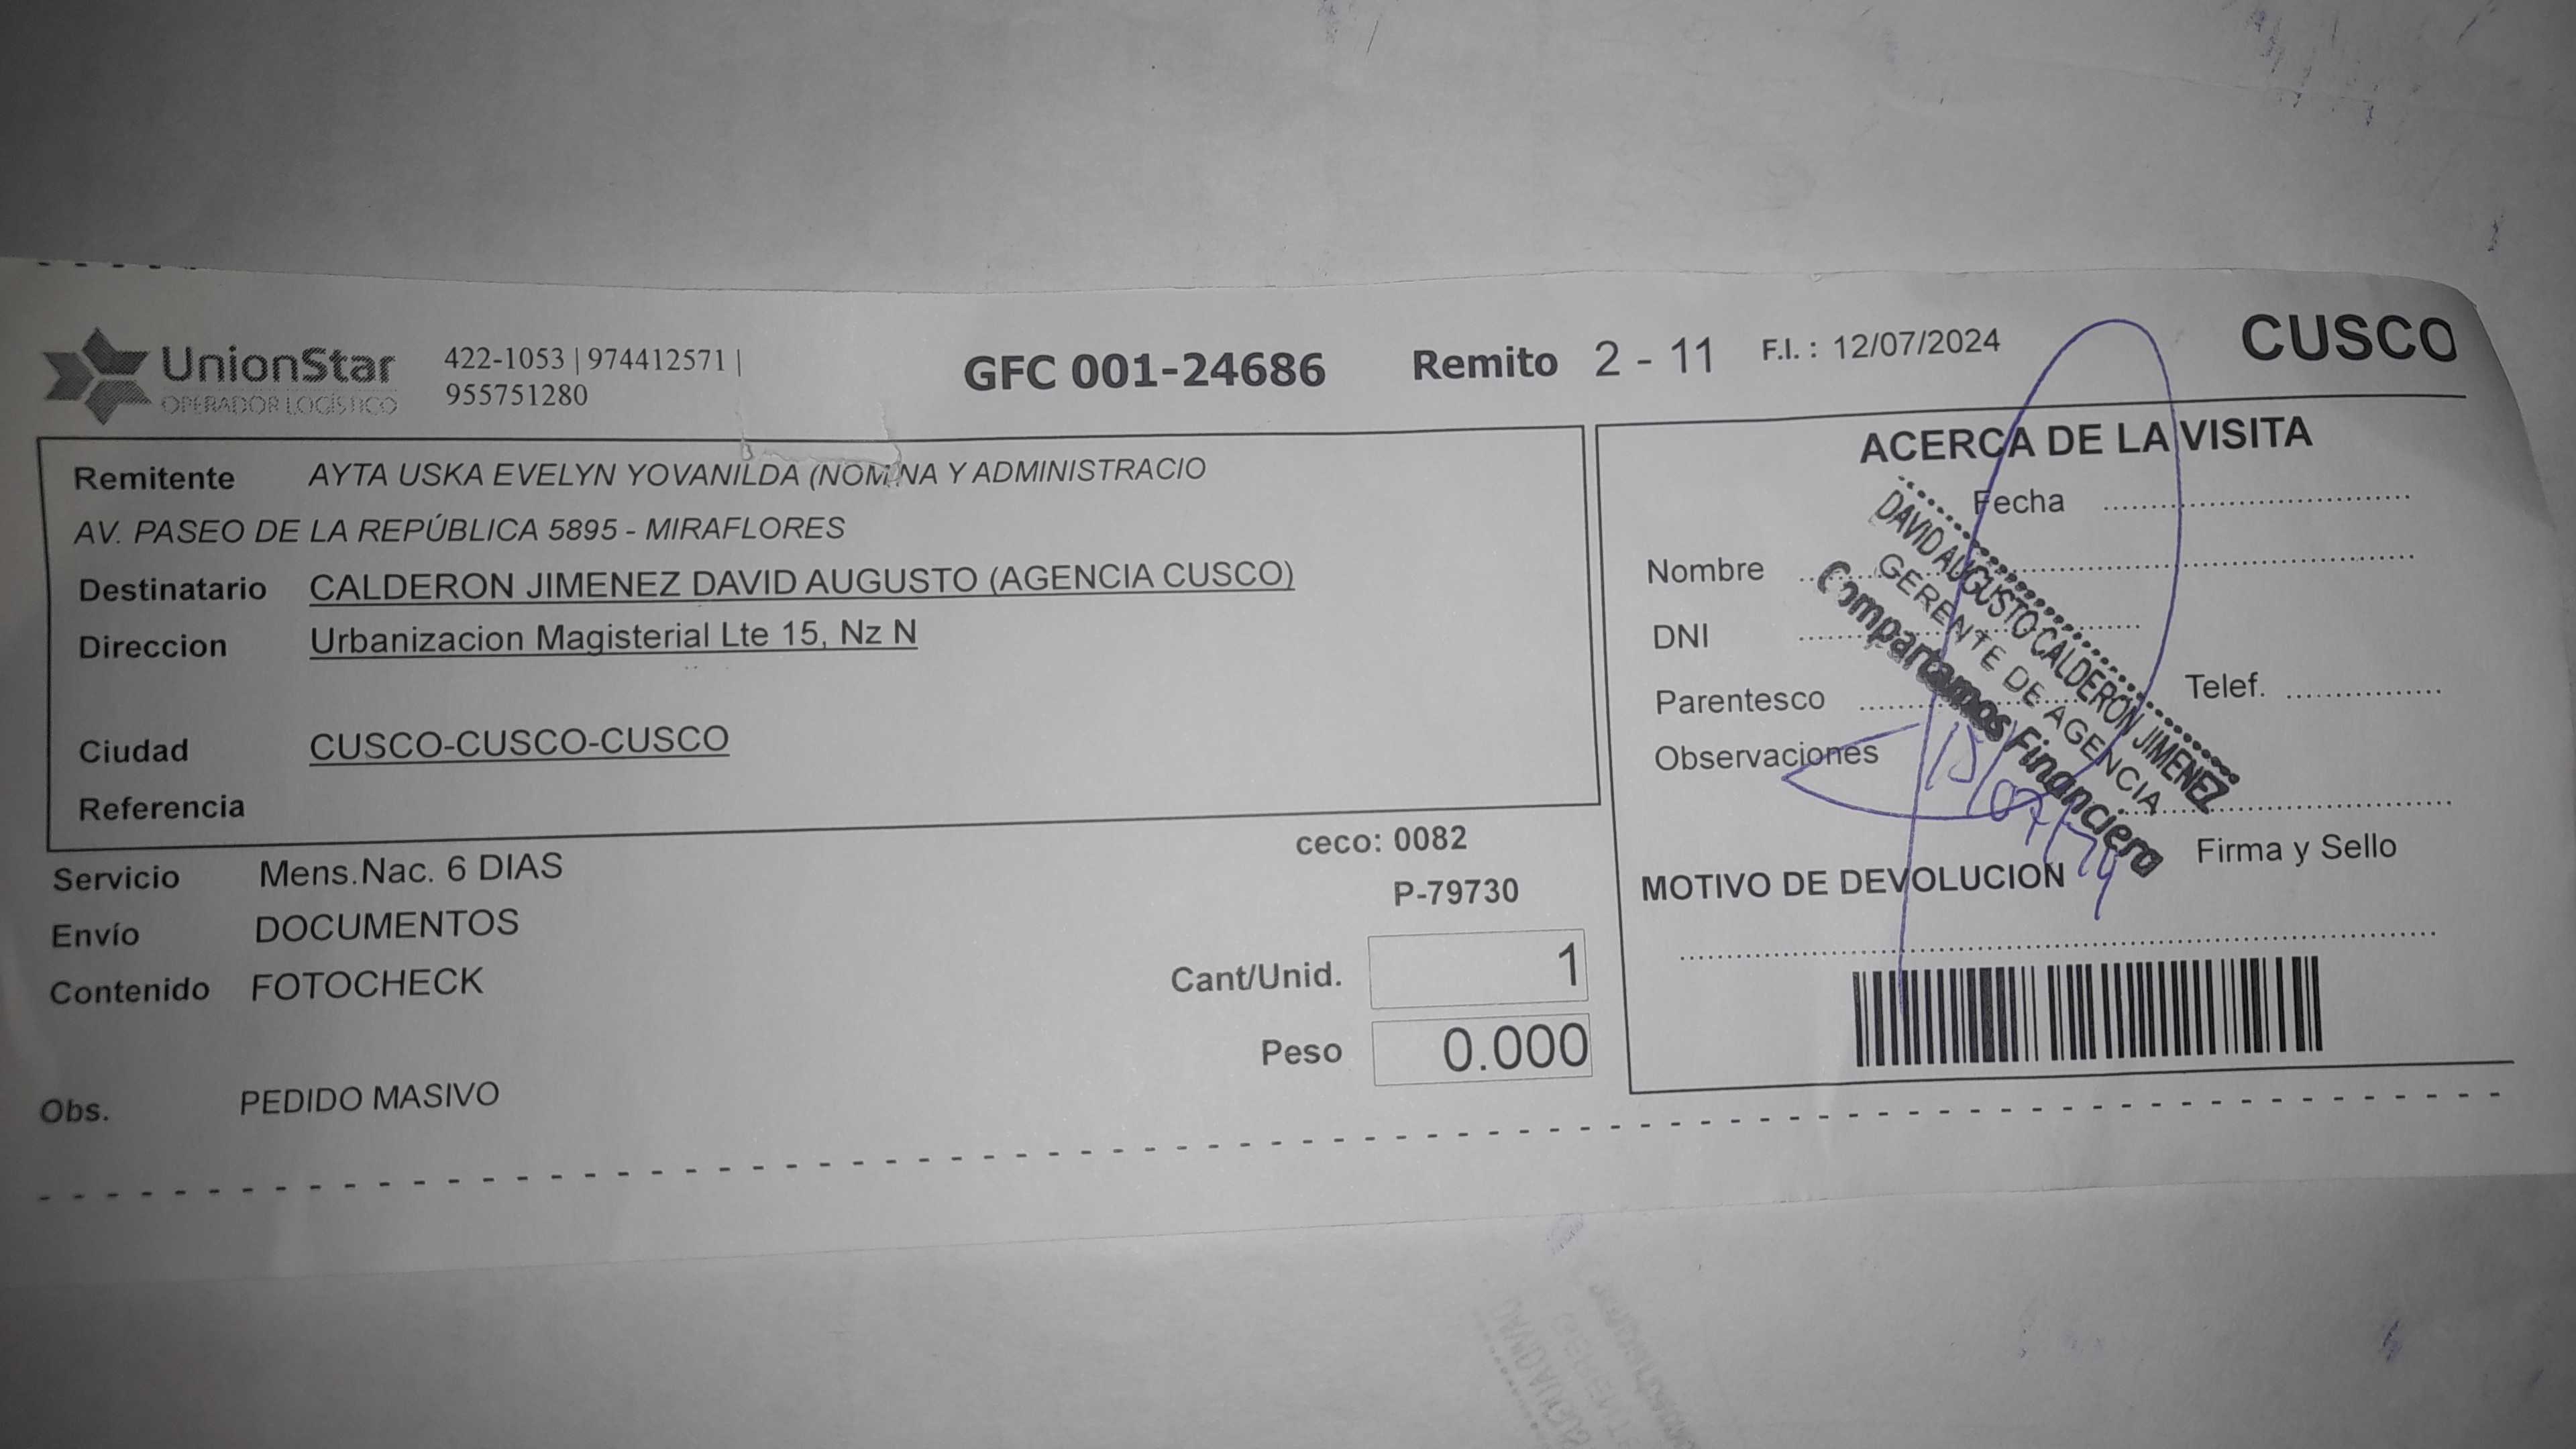 UnionStar
OPERADOR LOGÍSTICO
422-1053 | 974412571 |
955751280
GFC 001-24686
Remito 2 - 11
F.I. : 12/07/2024
CUSCO
Remitente AYTA USKA EVELYN YOVANILDA (NOMINA Y ADMINISTRACIO
AV. PASEO DE LA REPÚBLICA 5895 - MIRAFLORES
Destinatario CALDERON JIMENEZ DAVID AUGUSTO (AGENCIA CUSCO)
Direccion Urbanizacion Magisterial Lte 15, Nz N
Ciudad CUSCO-CUSCO-CUSCO
Referencia
Servicio Mens.Nac. 6 DIAS
Envío DOCUMENTOS
Contenido FOTOCHECK
Obs. PEDIDO MASIVO
ceco: 0082
P-79730
Cant/Unid. 1
Peso 0.000
ACERCA DE LA VISITA
Fecha
Nombre
DNI
Parentesco
Telef.
Observaciones
Firma y Sello
MOTIVO DE DEVOLUCION
DAVID AUGUSTO CALDERON JIMENEZ
GERENTE DE AGENCIA
Compartamos Financiera
15/07/24